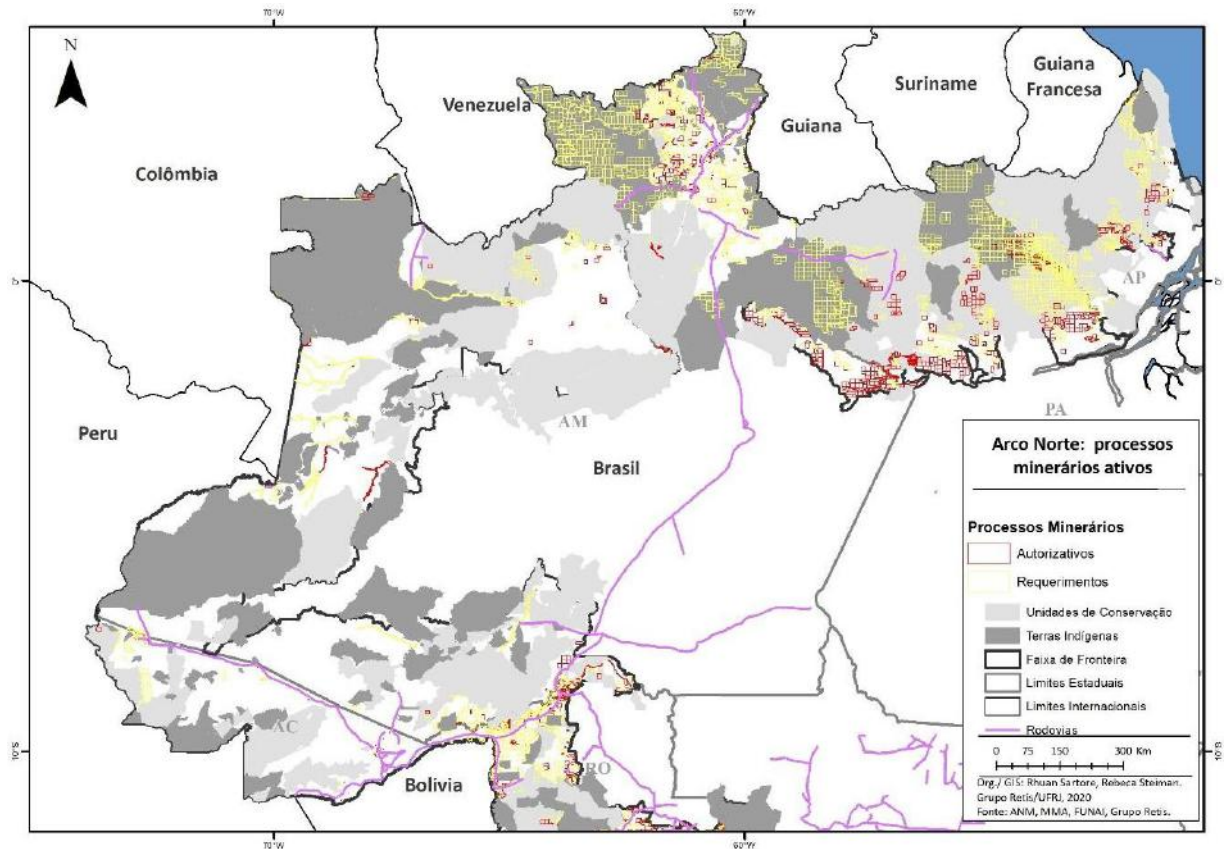 70°W
60°W
N
Venezuela
Guiana
Suriname
Guiana
Francesa
Colômbia
0°
AP
PA
Peru
AM
Brasil
AC
RO
Bolívia
10°S
10°S
70°W
60°W
Arco Norte: processos
minerários ativos
Processos Minerários
Autorizativos
Requerimentos
Unidades de Conservação
Terras Indígenas
Faixa de Fronteira
Limites Estaduais
Limites Internacionais
Rodovias
0 75 150 300 Km
Org./ GIS: Rhuan Sartore, Rebeca Steiman.
Grupo Retis/UFRJ, 2020
Fonte: ANM, MMA, FUNAI, Grupo Retis.